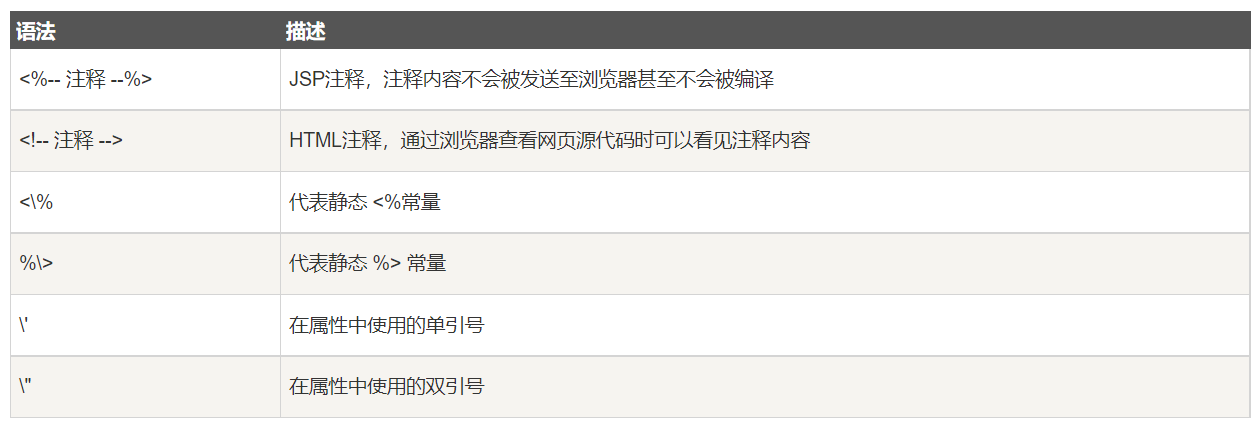 语法 描述
<%-- 注释 --%> JSP注释，注释内容不会被发送至浏览器甚至不会被编译
<!-- 注释 --> HTML注释，通过浏览器查看网页源代码时可以看见注释内容
<\% 代表静态 <%常量
%\> 代表静态 %> 常量
\' 在属性中使用的单引号
\" 在属性中使用的双引号